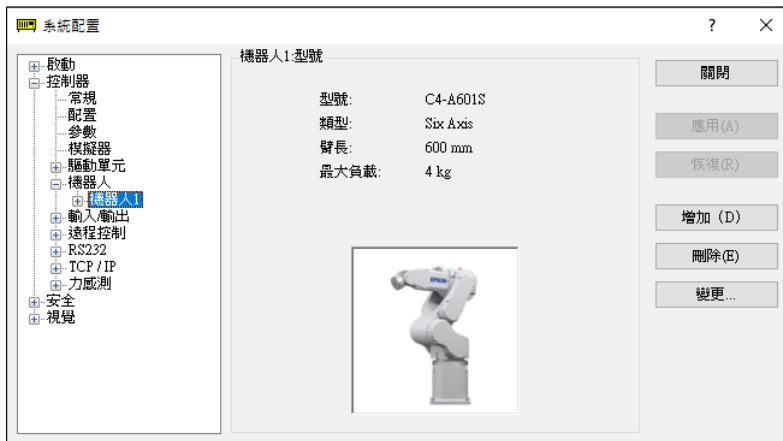 系統配置
?
啟動
控制器
常規
配置
參數
模擬器
驅動單元
機器人
機器人1
輸入/輸出
遠程控制
RS232
TCP / IP
力感測
安全
視覺
機器人1:型號
型號: C4-A601S
類型: Six Axis
臂長: 600 mm
最大負載: 4 kg
EPSON
關閉
應用(A)
恢復(R)
增加 (D)
刪除(E)
變更...